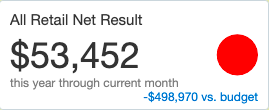 All Retail Net Result
$53,452
this year through current month
-$498,970 vs. budget